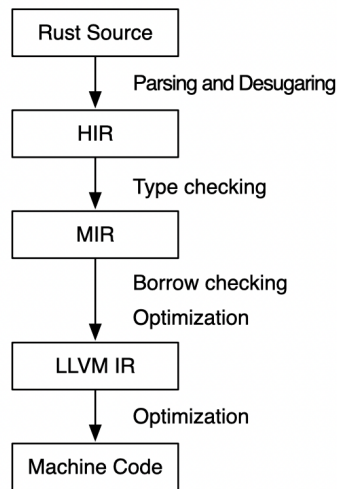 Rust Source
Parsing and Desugaring
HIR
Type checking
MIR
Borrow checking
Optimization
LLVM IR
Optimization
Machine Code